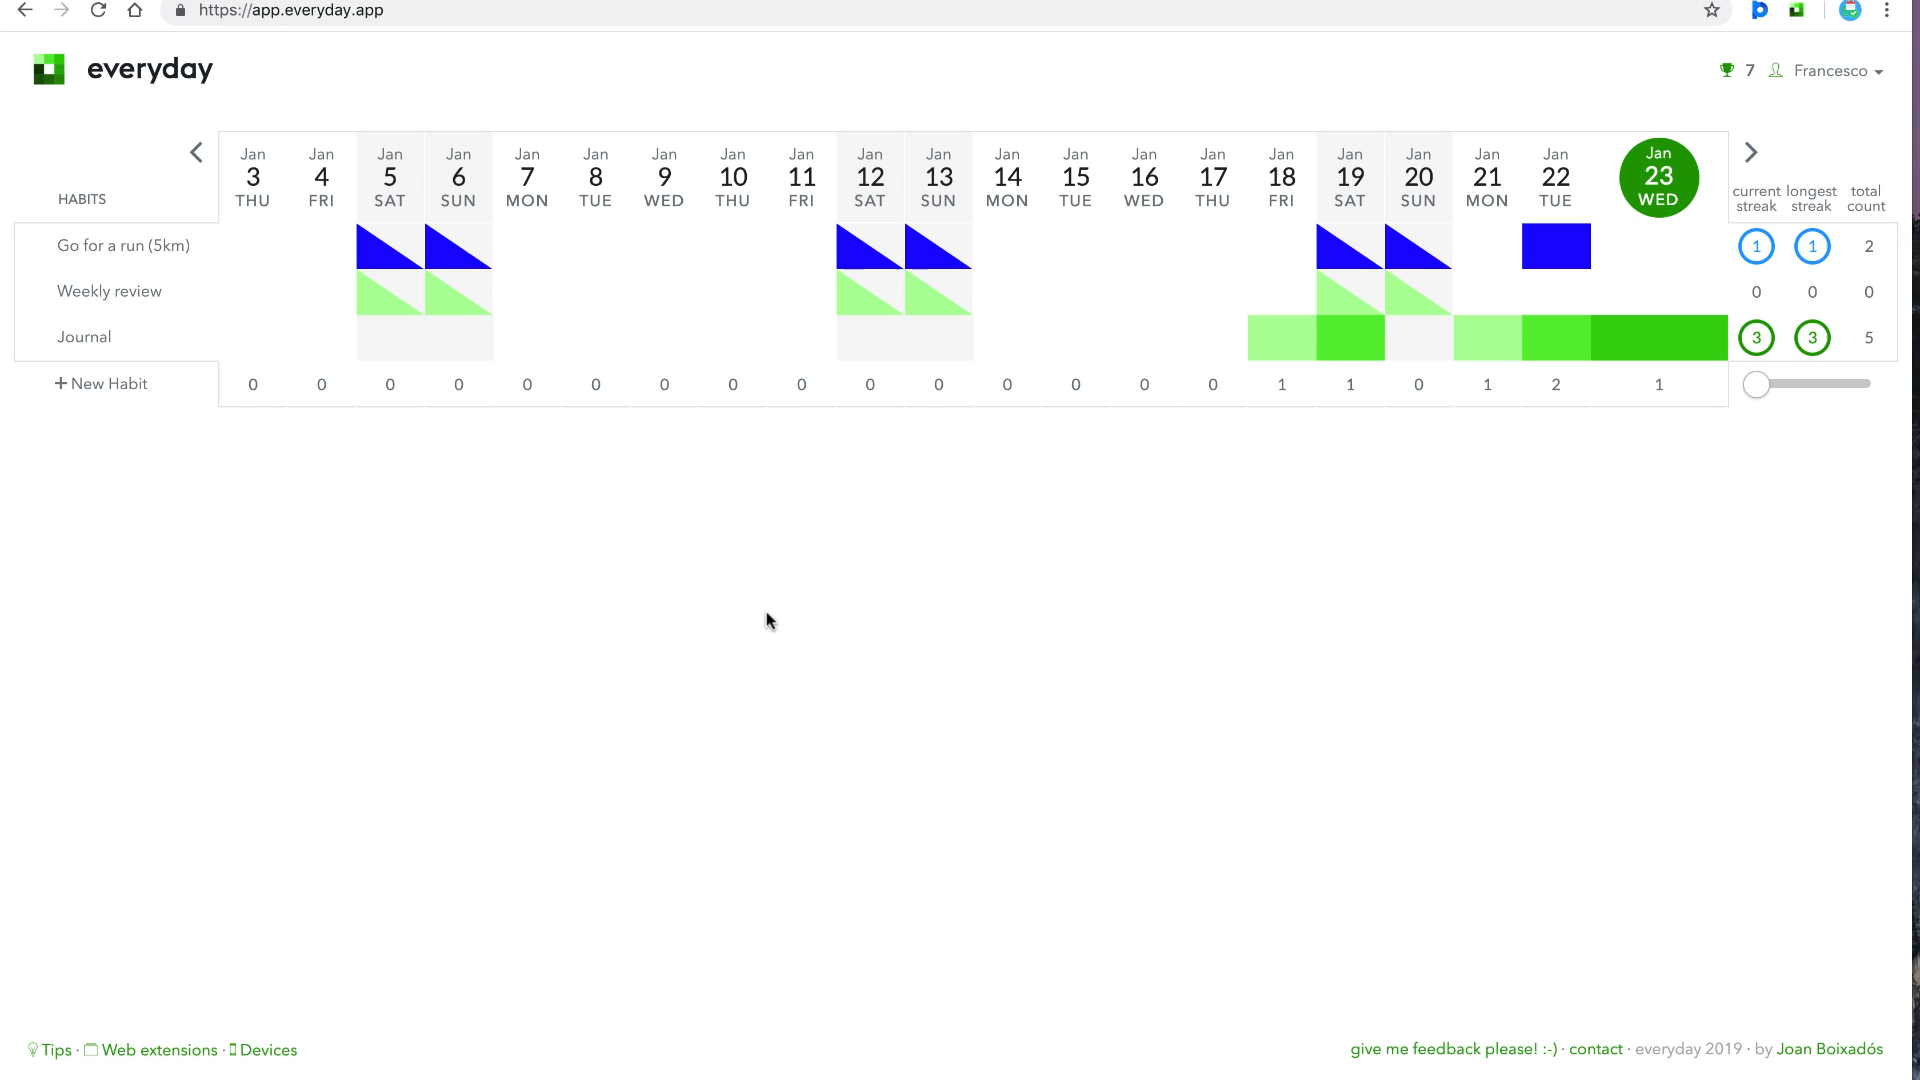 https://app.everyday.app
everyday
7 Francesco
Jan Jan Jan Jan Jan Jan Jan Jan Jan Jan Jan Jan Jan Jan Jan Jan Jan Jan Jan Jan Jan
3 4 5 6 7 8 9 10 11 12 13 14 15 16 17 18 19 20 21 22 23
HABITS THU FRI SAT SUN MON TUE WED THU FRI SAT SUN MON TUE WED THU FRI SAT SUN MON TUE WED
current longest total
streak streak count
Go for a run (5km) 1 1 2
Weekly review 0 0 0
Journal 3 3 5
+ New Habit 0 0 0 0 0 0 0 0 0 0 0 0 0 0 0 1 1 0 1 2 1
Tips · Web extensions · Devices
give me feedback please! :-) · contact · everyday 2019 · by Joan Boixadós